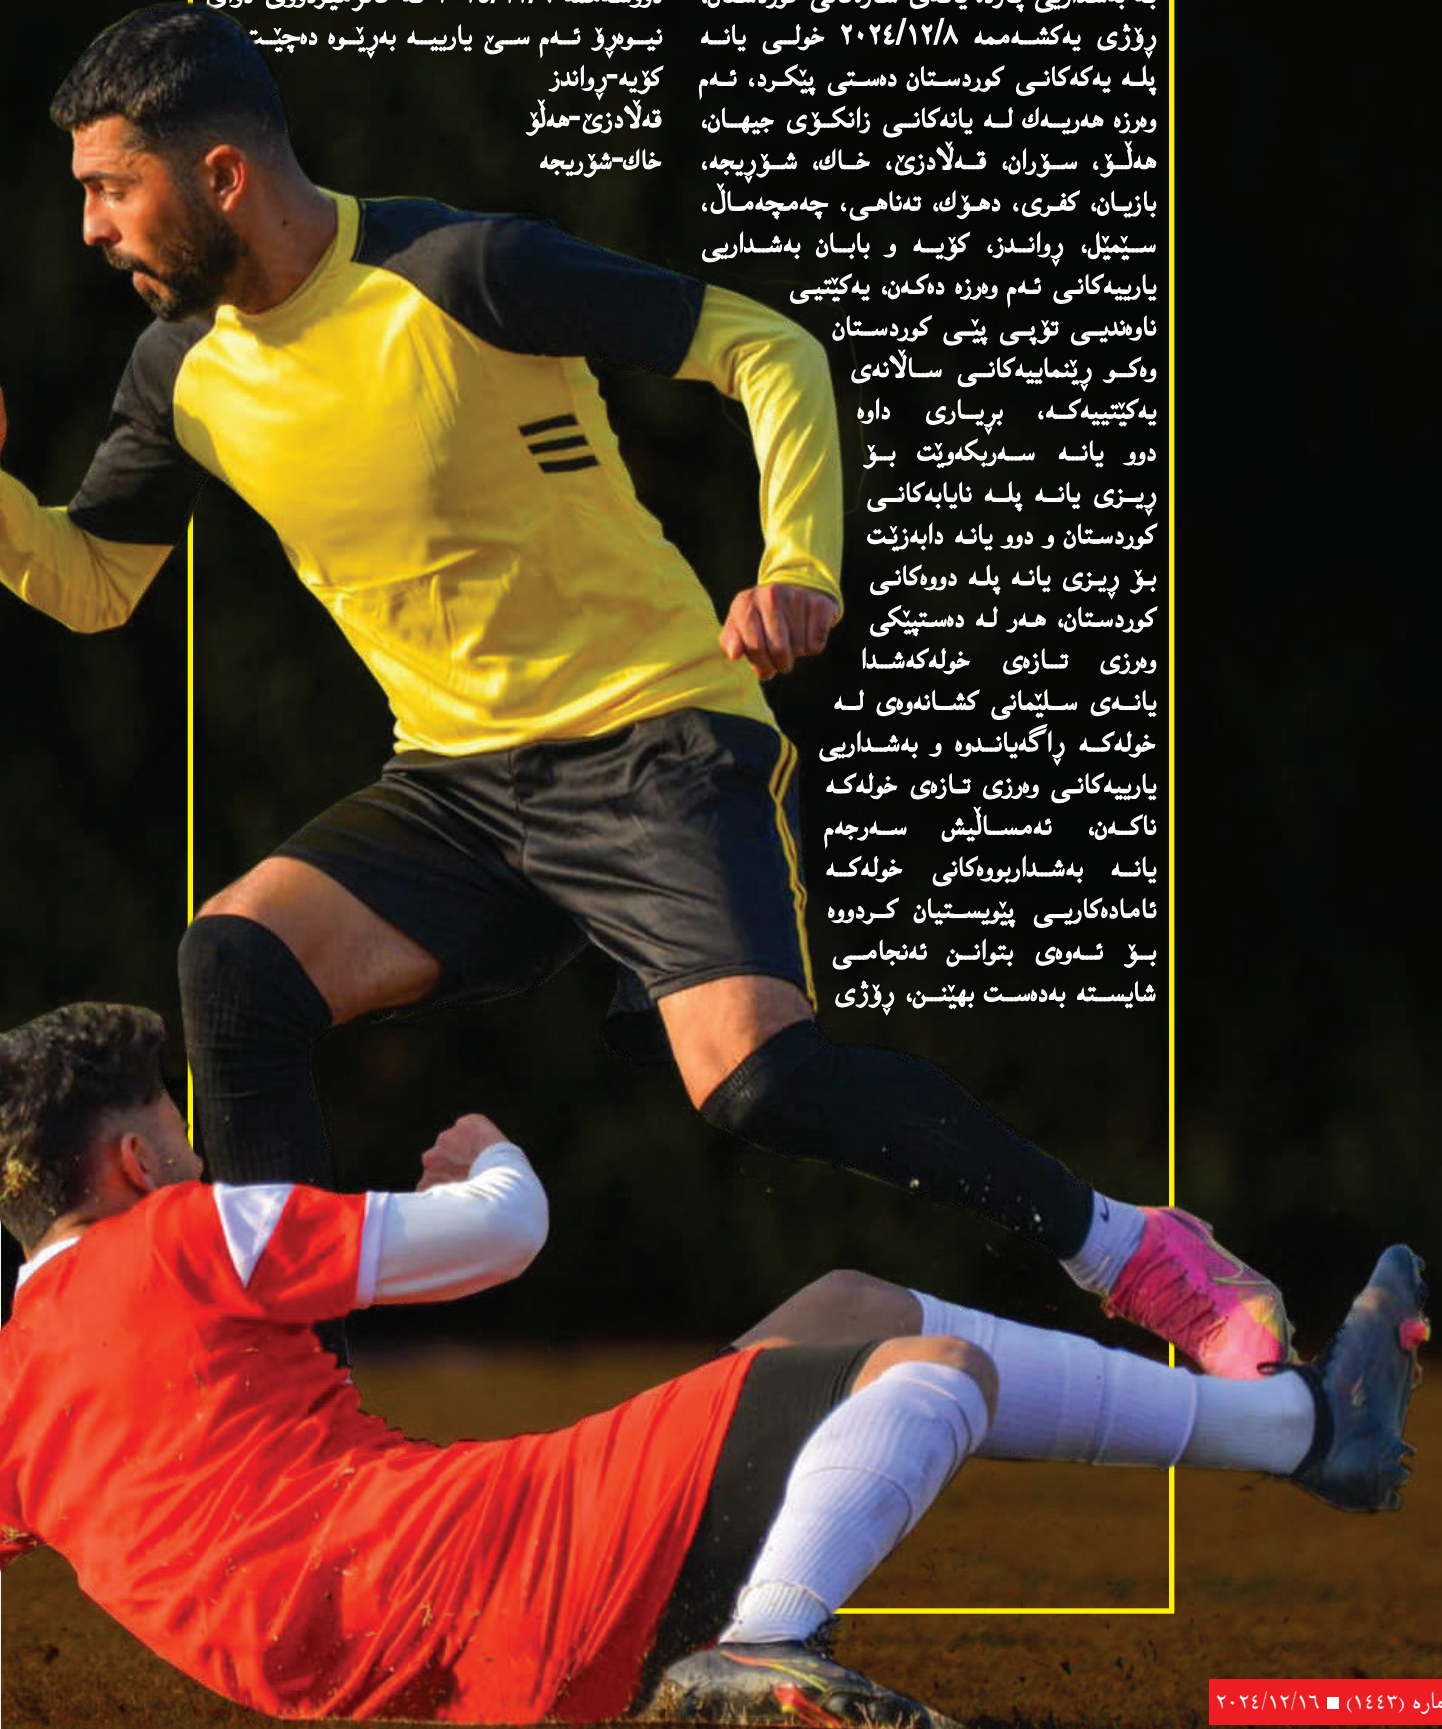 ڕۆژی یەکشەممە ٢٠٢٤/١٢/٨ خولی یانە
پلە یەکەکانی کوردستان دەستی پێکرد، ئەم
وەرزە هەریەك لە یانەکانی زانکۆی جیهان،
هەڵۆ، سۆران، قەڵادزێ، خاك، شۆڕیجە،
بازیان، کفری، دهۆك، تەناهی، چەمچەماڵ،
سێمێل، ڕواندز، کۆیە و بابان بەشداریی
یارییەکانی ئەم وەرزە دەکەن، یەکێتیی
ناوەندیی تۆپی پێی کوردستان
وەکو ڕێنماییەکانی ساڵانەی
یەکێتییەکە، بڕیاری داوە
دوو یانە سەربکەوێت بۆ
ڕیزی یانە پلە نایابەکانی
کوردستان و دوو یانە دابەزێت
بۆ ڕیزی یانە پلە دووەکانی
کوردستان، هەر لە دەستپێکی
وەرزی تازەی خولەکەشدا
یانەی سلێمانی کشانەوەی لە
خولەکە ڕاگەیاندوە و بەشداریی
یارییەکانی وەرزی تازەی خولەکە
ناکەن، ئەمساڵیش سەرجەم
یانە بەشداربووەکانی خولەکە
ئامادەکاریی پێویستیان کردووە
بۆ ئەوەی بتوانن ئەنجامی
شایستە بەدەست بهێنن، ڕۆژی
نیوەڕۆ ئەم سێ یارییە بەڕێوە دەچێت
کۆیە-ڕواندز
قەڵادزێ-هەڵۆ
خاك-شۆڕیجە
(١٤٤٣) ■ ٢٠٢٤/١٢/١٦